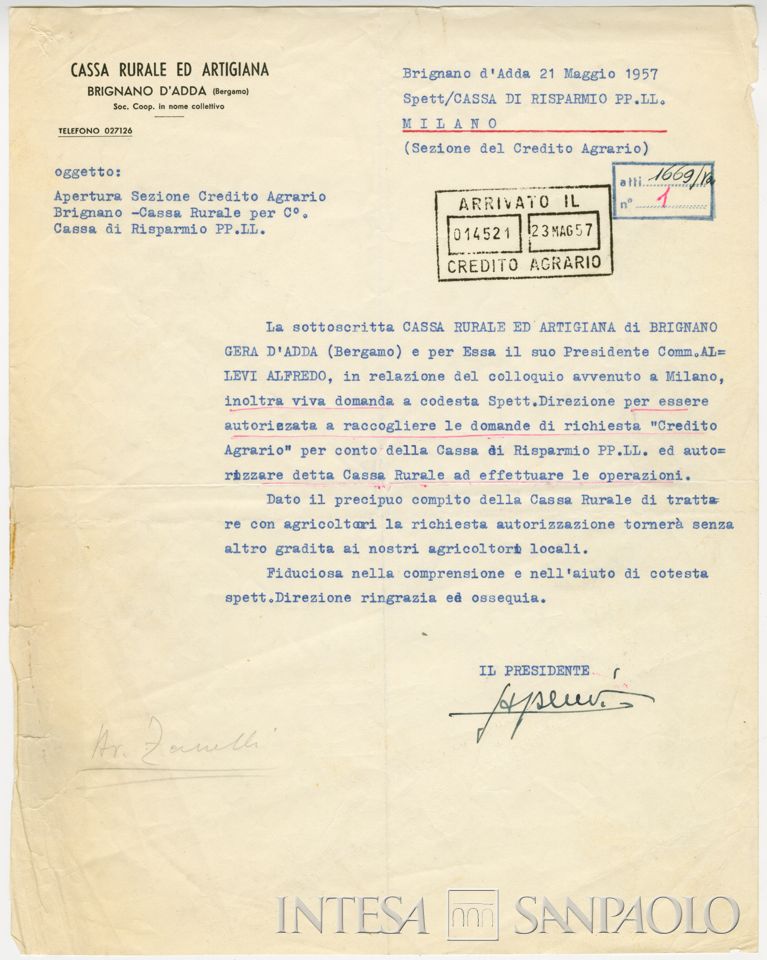 CASSA RURALE ED ARTIGIANA
BRIGNANO D'ADDA (Bergamo)
Soc. Coop. in nome collettivo
TELEFONO 027126
Brignano d'Adda 21 Maggio 1957
Spett/CASSA DI RISPARMIO PP.LL.
MILANO
(Sezione del Credito Agrario)
oggetto:
Apertura Sezione Credito Agrario
Brignano -Cassa Rurale per C°.
Cassa di Risparmio PP.LL.
atti 1669/
n° 1
ARRIVATO IL
014521 23 MAG 57
CREDITO AGRARIO
La sottoscritta CASSA RURALE ED ARTIGIANA di BRIGNANO
GERA D'ADDA (Bergamo) e per Essa il suo Presidente Comm.AL=
LEVI ALFREDO, in relazione del colloquio avvenuto a Milano,
inoltra viva domanda a codesta Spett.Direzione per essere
autorizzata a raccogliere le domande di richiesta "Credito
Agrario" per conto della Cassa di Risparmio PP.LL. ed auto=
rizzare detta Cassa Rurale ad effettuare le operazioni.
Dato il precipuo compito della Cassa Rurale di tratta=
re con agricoltori la richiesta autorizzazione tornerà senza
altro gradita ai nostri agricoltori locali.
Fiduciosa nella comprensione e nell'aiuto di cotesta
spett.Direzione ringrazia ed ossequia.
IL PRESIDENTE
Zanelli
INTESA SANPAOLO